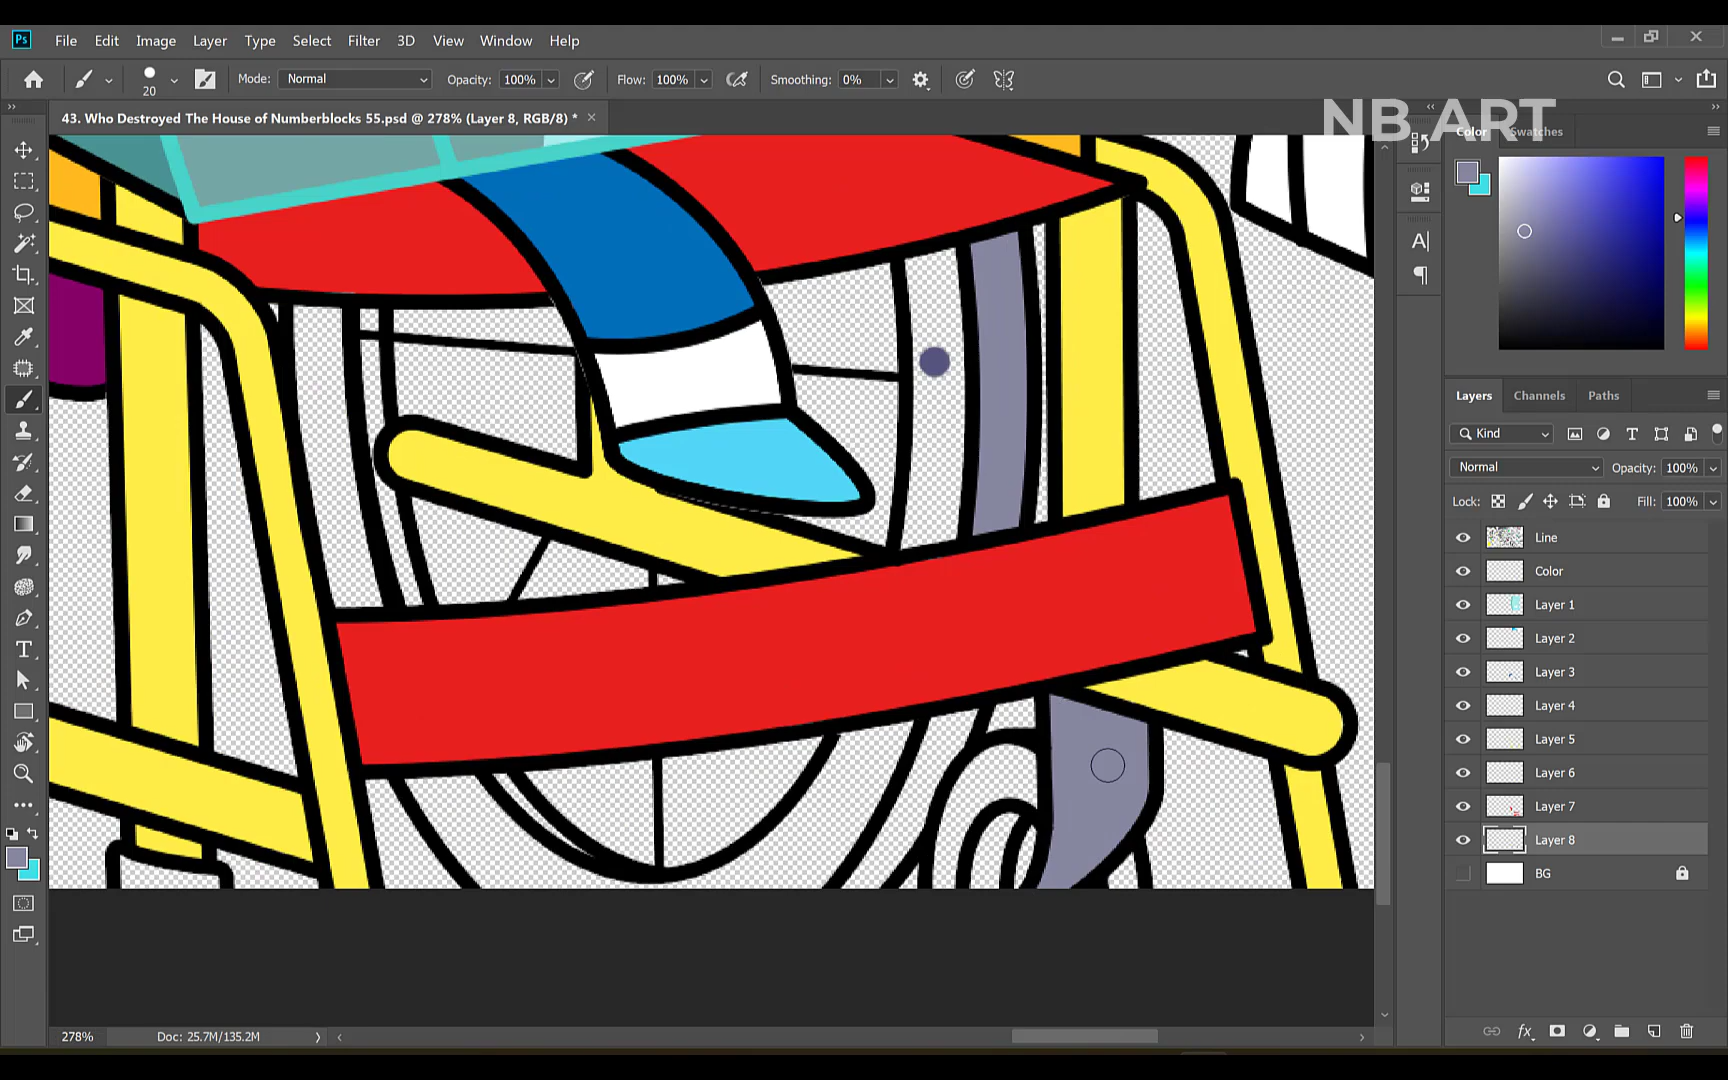 Ps File Edit Image Layer Type Select Filter 3D View Window Help
20 Mode: Normal Opacity: 100% Flow: 100% Smoothing: 0%
43. Who Destroyed The House of Numberblocks 55.psd @ 278% (Layer 8, RGB/8) *
NB ART
Color Swatches
Layers Channels Paths
Kind
Normal Opacity: 100%
Lock: Fill: 100%
Line
Color
Layer 1
Layer 2
Layer 3
Layer 4
Layer 5
Layer 6
Layer 7
Layer 8
BG
278% Doc: 25.7M/135.2M
fx